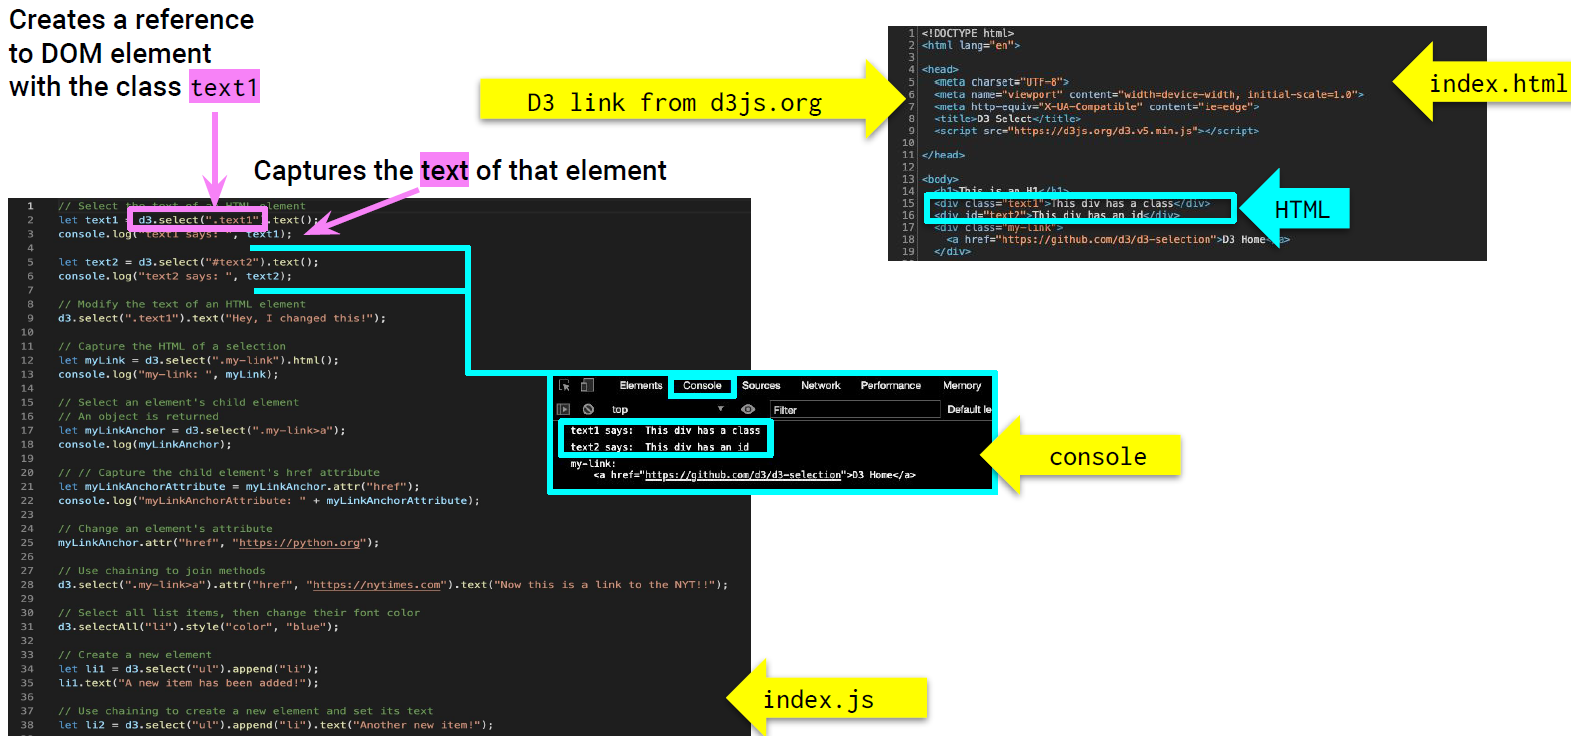 Creates a reference
to DOM element
with the class text1
Captures the text of that element
D3 link from d3js.org
index.html
1 <!DOCTYPE html>
2 <html lang="en">
3
4 <head>
5 <meta charset="UTF-8">
6 <meta name="viewport" content="width=device-width, initial-scale=1.0">
7 <meta http-equiv="X-UA-Compatible" content="ie=edge">
8 <title>D3 Select</title>
9 <script src="https://d3js.org/d3.v5.min.js"></script>
10
11 </head>
12
13 <body>
14 <h1>This is an H1</h1>
15 <div class="text1">This div has a class</div>
16 <div id="text2">This div has an id</div>
17 <div class="my-link">
18 <a href="https://github.com/d3/d3-selection">D3 Home</a>
19 </div>
HTML
1 // Select the text of a HTML element
2 let text1 = d3.select(".text1").text();
3 console.log("text1 says: ", text1);
4
5 let text2 = d3.select("#text2").text();
6 console.log("text2 says: ", text2);
7
8 // Modify the text of an HTML element
9 d3.select(".text1").text("Hey, I changed this!");
10
11 // Capture the HTML of a selection
12 let myLink = d3.select(".my-link").html();
13 console.log("my-link: ", myLink);
14
15 // Select an element's child element
16 // An object is returned
17 let myLinkAnchor = d3.select(".my-link>a");
18 console.log(myLinkAnchor);
19
20 // // Capture the child element's href attribute
21 let myLinkAnchorAttribute = myLinkAnchor.attr("href");
22 console.log("myLinkAnchorAttribute: " + myLinkAnchorAttribute);
23
24 // Change an element's attribute
25 myLinkAnchor.attr("href", "https://python.org");
26
27 // Use chaining to join methods
28 d3.select(".my-link>a").attr("href", "https://nytimes.com").text("Now this is a link to the NYT!!");
29
30 // Select all list items, then change their font color
31 d3.selectAll("li").style("color", "blue");
32
33 // Create a new element
34 let li1 = d3.select("ul").append("li");
35 li1.text("A new item has been added!");
36
37 // Use chaining to create a new element and set its text
38 let li2 = d3.select("ul").append("li").text("Another new item!");
index.js
Elements Console Sources Network Performance Memory
top Filter Default le
text1 says: This div has a class
text2 says: This div has an id
my-link:
<a href="https://github.com/d3/d3-selection">D3 Home</a>
console